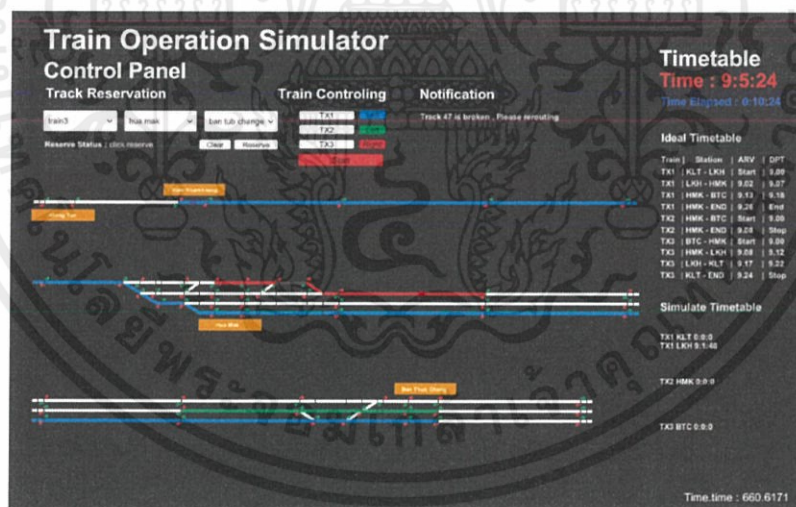 Train Operation Simulator
Control Panel
Track Reservation
Train Controling
Notification
train3
hua mak
ban tub change
TX1
TX2
TX3
Right
Start
Track 47 is broken , Please rerouting
Reserve Status : click reserve
Clear
Reserve
Hua Mak
Timetable
Time : 9:5:24
Time Elapsed : 0:10:24
Ideal Timetable
Train | Station | ARV | DPT
TX1 | KLT - LKH | Start | 9.00
TX1 | LKH - HMK | 9.02 | 9.07
TX1 | HMK - BTC | 9.13 | 9.18
TX1 | HMK - END | 9.26 | End
TX2 | HMK - BTC | Start | 9.00
TX2 | HMK - END | 9.08 | Stop
TX3 | BTC - HMK | Start | 9.00
TX3 | HMK - LKH | 9.08 | 9.12
TX3 | LKH - KLT | 9.17 | 9.22
TX3 | KLT - END | 9.24 | Stop
Simulate Timetable
TX1 KLT 0:0:0
TX1 LKH 9:1:48
TX2 HMK 0:0:0
TX3 BTC 0:0:0
Time.time : 660.6171